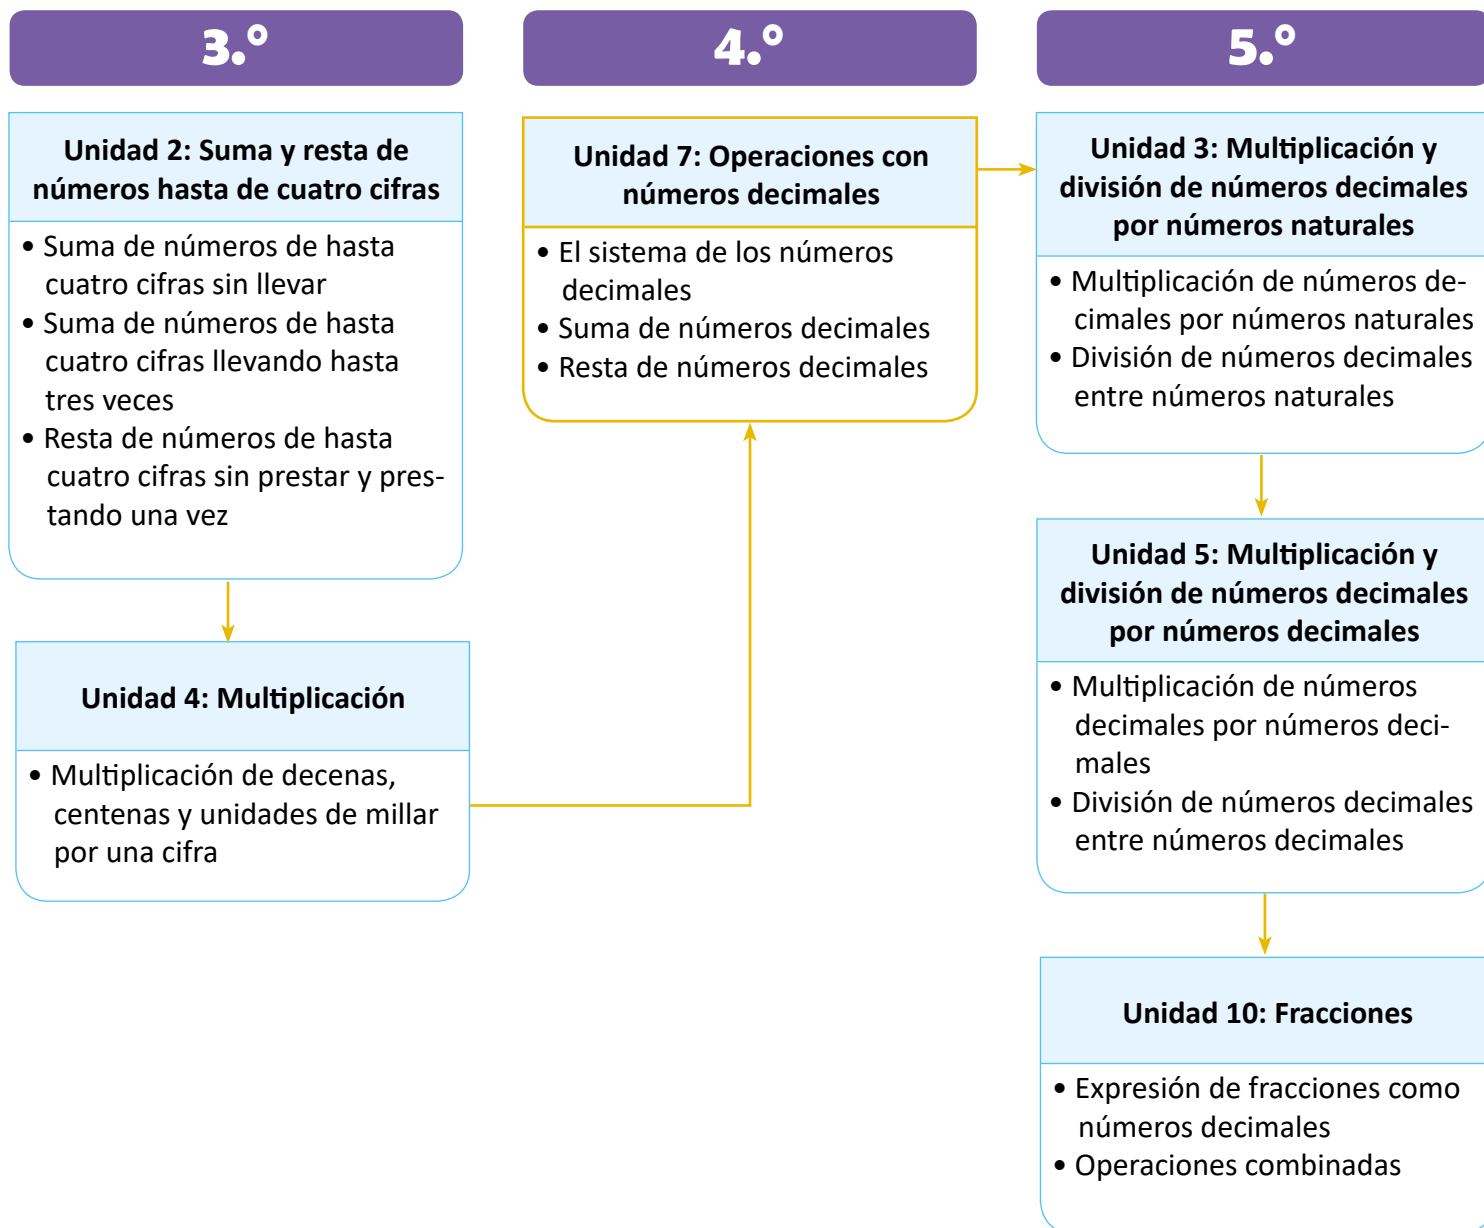 3.º
4.º
5.º
Unidad 2: Suma y resta de
números hasta de cuatro cifras
• Suma de números de hasta
cuatro cifras sin llevar
• Suma de números de hasta
cuatro cifras llevando hasta
tres veces
• Resta de números de hasta
cuatro cifras sin prestar y pres-
tando una vez
Unidad 4: Multiplicación
• Multiplicación de decenas,
centenas y unidades de millar
por una cifra
Unidad 7: Operaciones con
números decimales
• El sistema de los números
decimales
• Suma de números decimales
• Resta de números decimales
Unidad 3: Multiplicación y
división de números decimales
por números naturales
• Multiplicación de números de-
cimales por números naturales
• División de números decimales
entre números naturales
Unidad 5: Multiplicación y
división de números decimales
por números decimales
• Multiplicación de números
decimales por números deci-
males
• División de números decimales
entre números decimales
Unidad 10: Fracciones
• Expresión de fracciones como
números decimales
• Operaciones combinadas